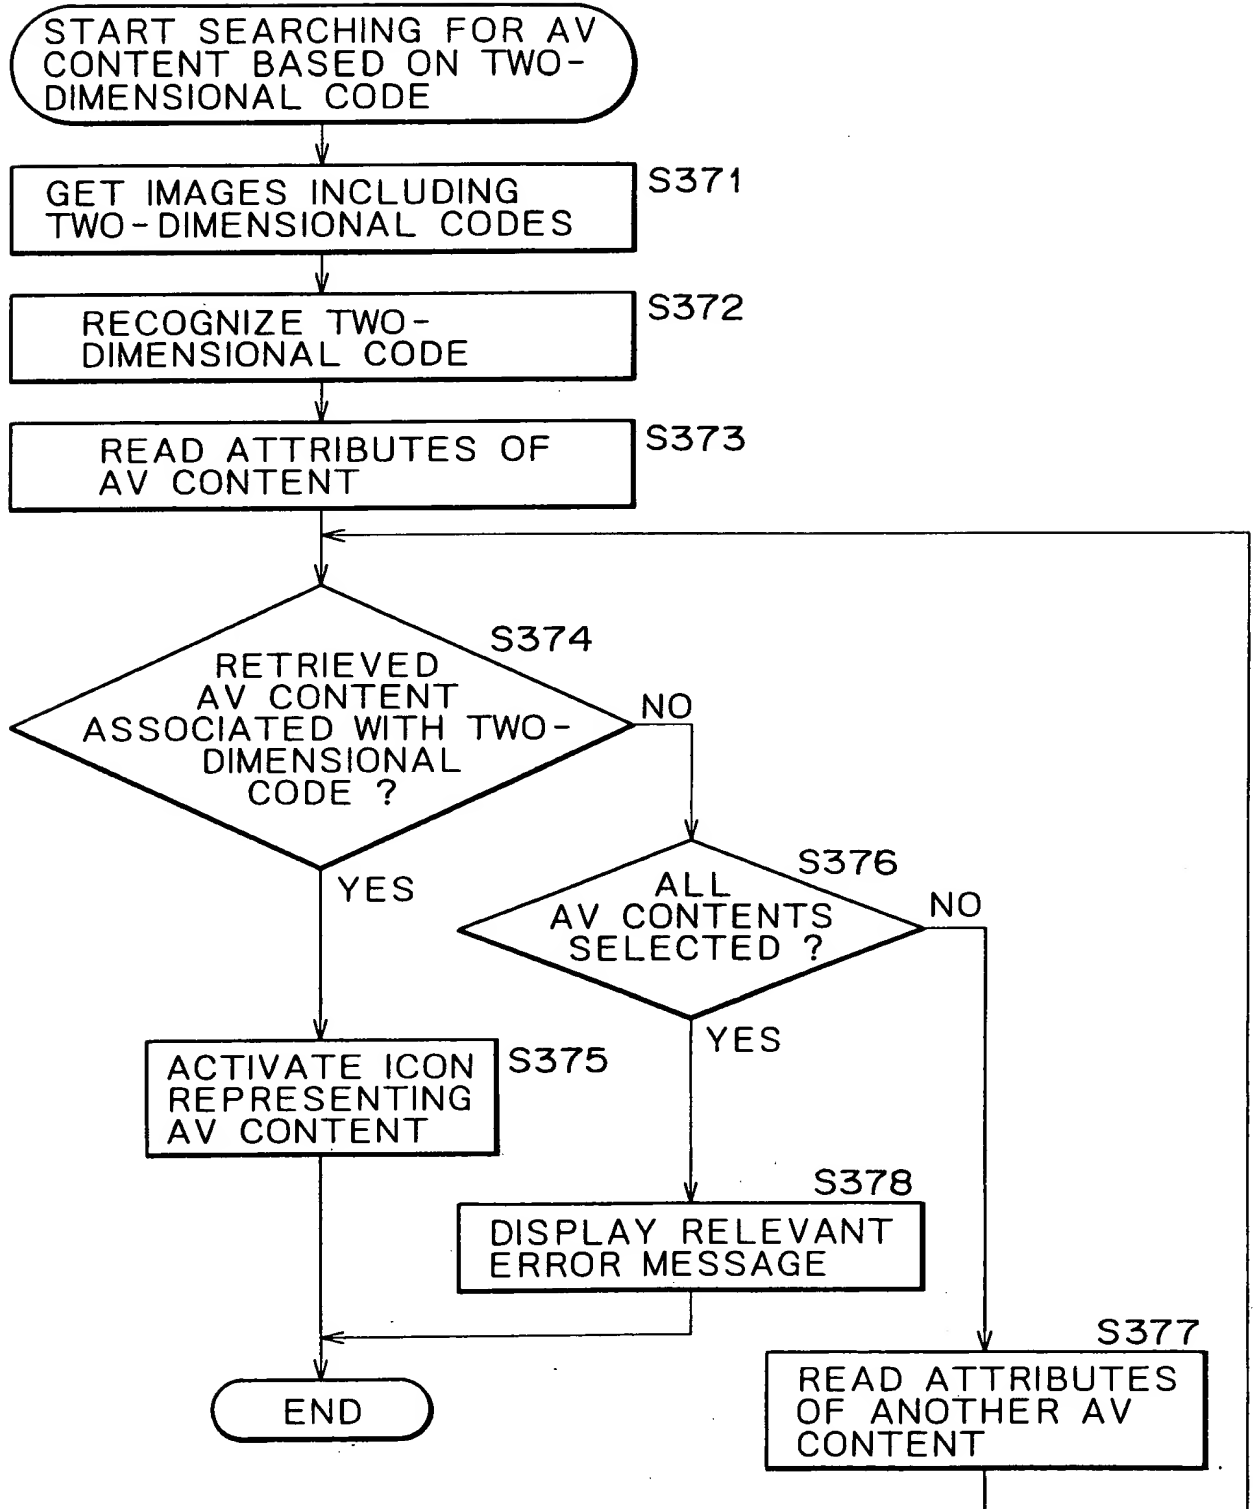 START SEARCHING FOR AV
CONTENT BASED ON TWO-
DIMENSIONAL CODE
S371
GET IMAGES INCLUDING
TWO-DIMENSIONAL CODES
S372
RECOGNIZE TWO-
DIMENSIONAL CODE
S373
READ ATTRIBUTES OF
AV CONTENT
S374
RETRIEVED
AV CONTENT
ASSOCIATED WITH TWO-
DIMENSIONAL
CODE ?
NO
YES
S376
ALL
AV CONTENTS
SELECTED ?
NO
YES
S375
ACTIVATE ICON
REPRESENTING
AV CONTENT
S378
DISPLAY RELEVANT
ERROR MESSAGE
S377
READ ATTRIBUTES
OF ANOTHER AV
CONTENT
END